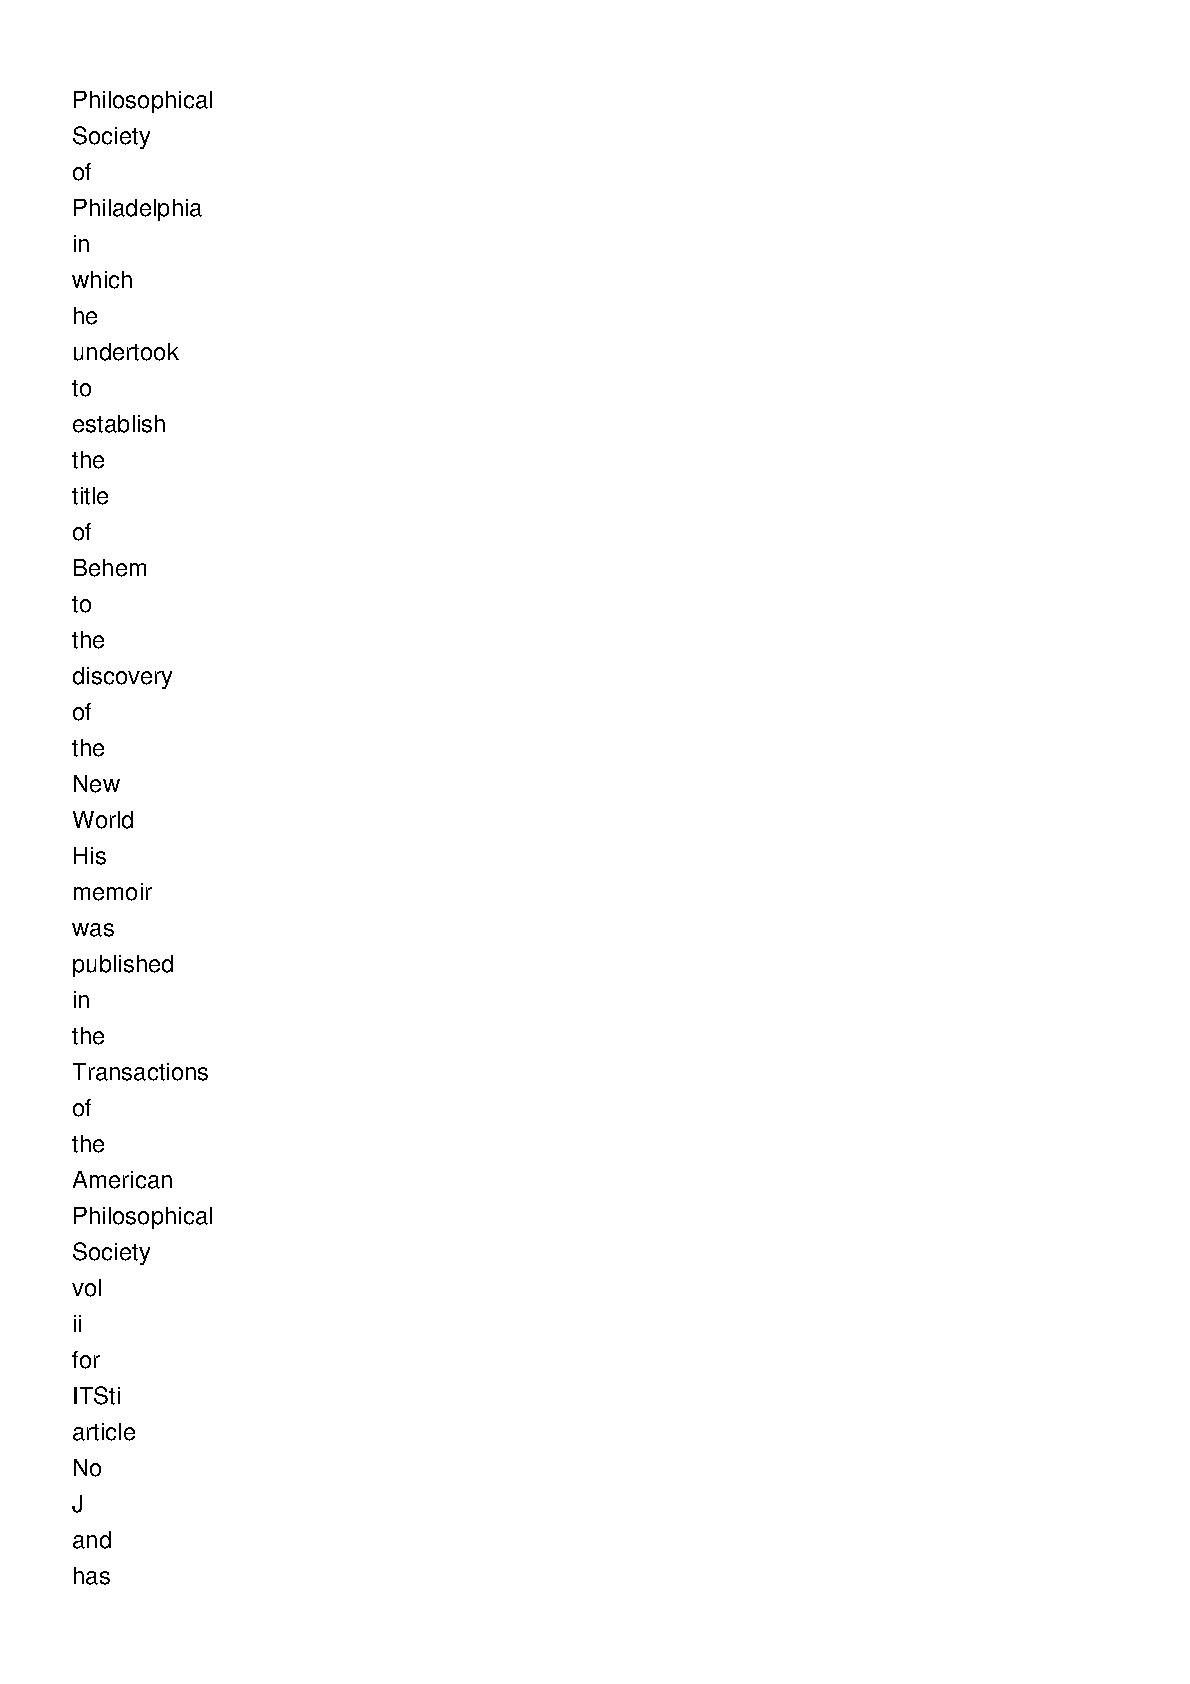 Philosophical
Society
of
Philadelphia
in
which
he
undertook
to
establish
the
title
of
Behem
to
the
discovery
of
the
New
World
His
memoir
was
published
in
the
Transactions
of
the
American
Philosophical
Society
vol
ii
for
ITSti
article
No
J
and
has